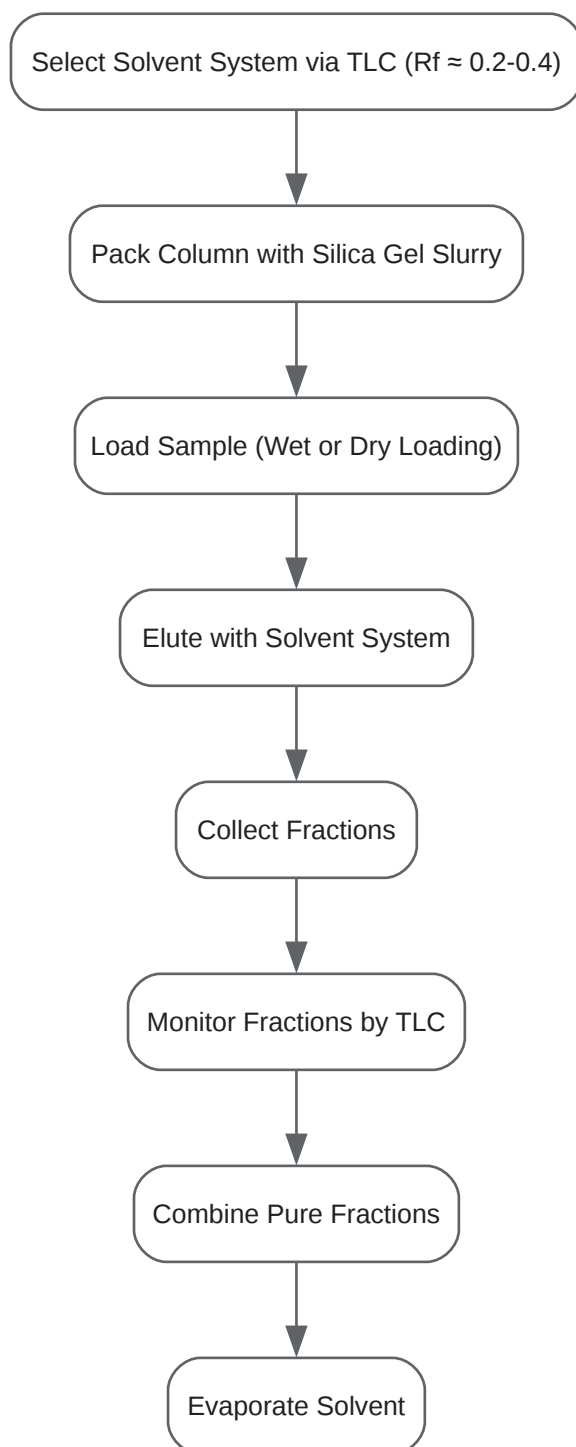 Select Solvent System via TLC (Rf ≈ 0.2-0.4)
Pack Column with Silica Gel Slurry
Load Sample (Wet or Dry Loading)
Elute with Solvent System
Collect Fractions
Monitor Fractions by TLC
Combine Pure Fractions
Evaporate Solvent